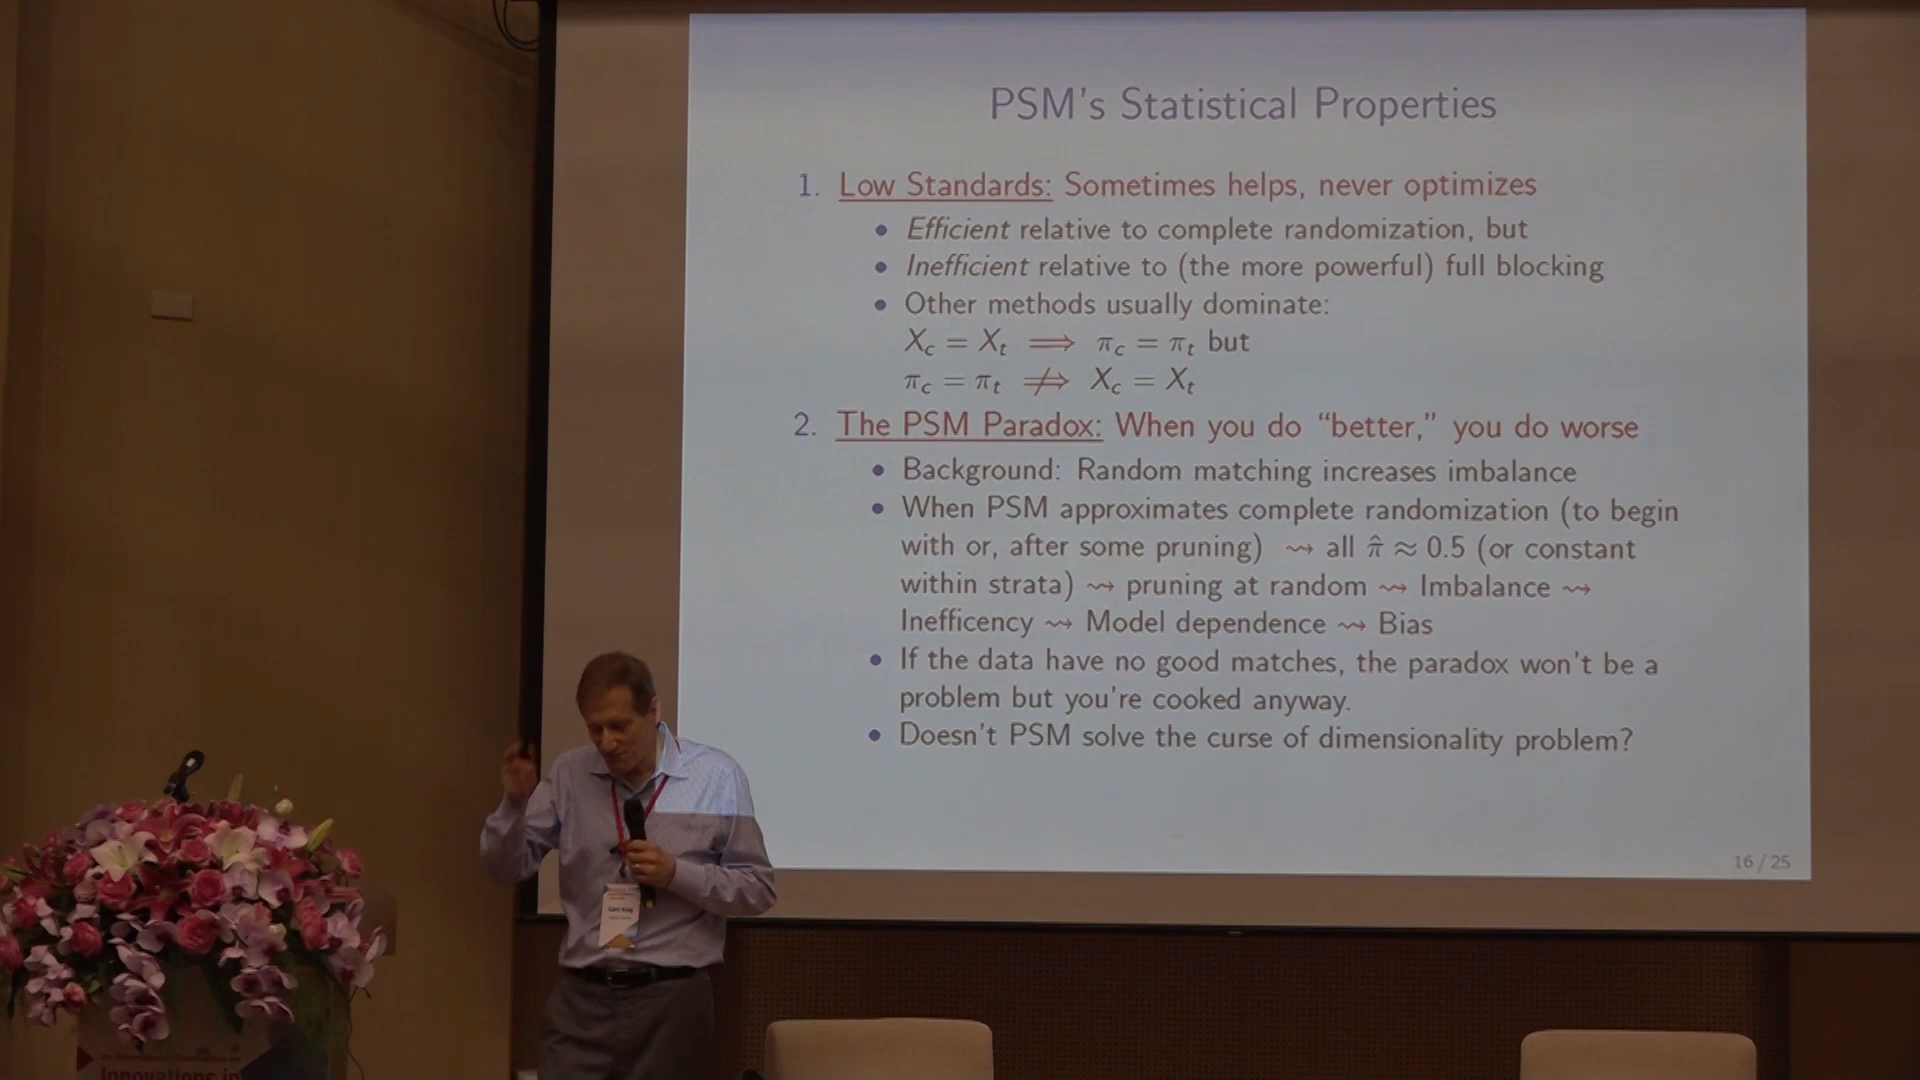 PSM's Statistical Properties
1. Low Standards: Sometimes helps, never optimizes
• Efficient relative to complete randomization, but
• Inefficient relative to (the more powerful) full blocking
• Other methods usually dominate:
X_c = X_t ⟹ π_c = π_t but
π_c = π_t ⇏ X_c = X_t
2. The PSM Paradox: When you do “better,” you do worse
• Background: Random matching increases imbalance
• When PSM approximates complete randomization (to begin
with or, after some pruning) ⇝ all π̂ ≈ 0.5 (or constant
within strata) ⇝ pruning at random ⇝ Imbalance ⇝
Inefficency ⇝ Model dependence ⇝ Bias
• If the data have no good matches, the paradox won't be a
problem but you're cooked anyway.
• Doesn't PSM solve the curse of dimensionality problem?
16 / 25
Gary King
Innovations in